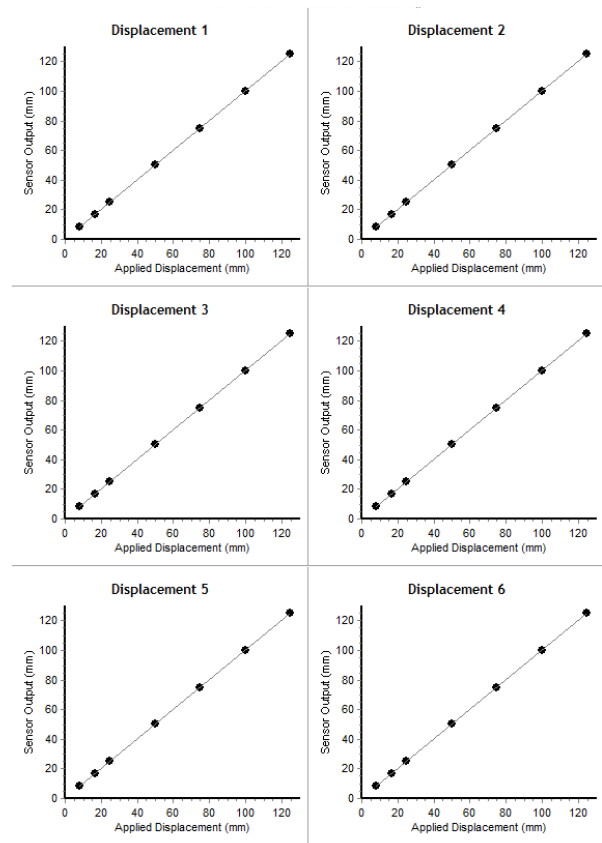 Displacement 1
Sensor Output (mm)
120
100
80
60
40
20
0
0 20 40 60 80 100 120
Applied Displacement (mm)
Displacement 2
Sensor Output (mm)
120
100
80
60
40
20
0
0 20 40 60 80 100 120
Applied Displacement (mm)
Displacement 3
Sensor Output (mm)
120
100
80
60
40
20
0
0 20 40 60 80 100 120
Applied Displacement (mm)
Displacement 4
Sensor Output (mm)
120
100
80
60
40
20
0
0 20 40 60 80 100 120
Applied Displacement (mm)
Displacement 5
Sensor Output (mm)
120
100
80
60
40
20
0
0 20 40 60 80 100 120
Applied Displacement (mm)
Displacement 6
Sensor Output (mm)
120
100
80
60
40
20
0
0 20 40 60 80 100 120
Applied Displacement (mm)